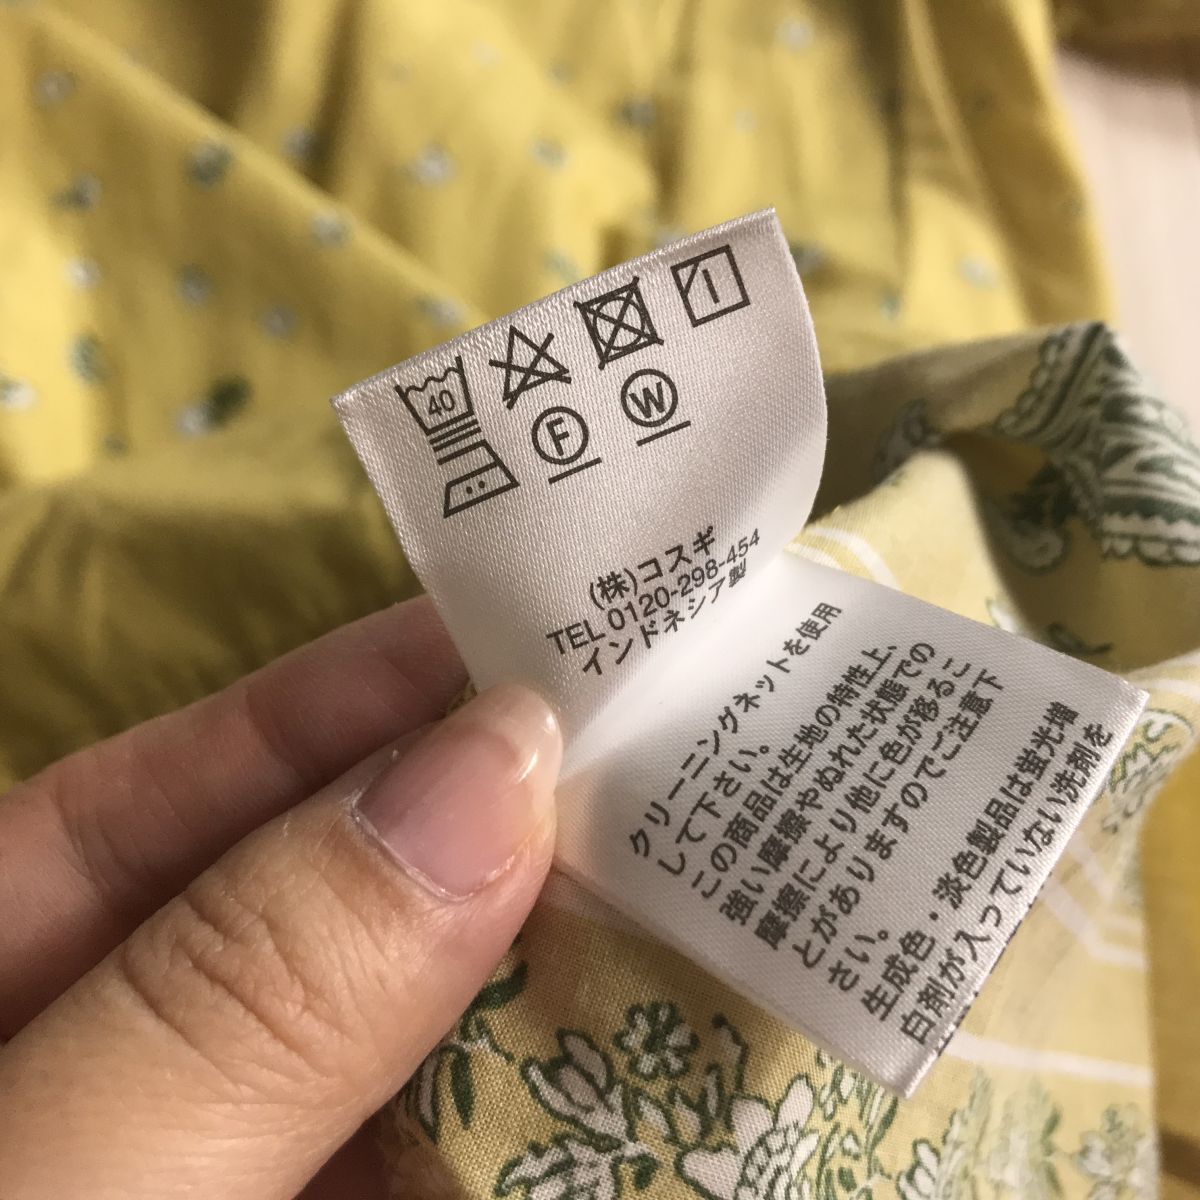 40
F
W
(株)コスギ
TEL 0120-298-454
インドネシア製
クリーニングネットを使用
して下さい。
この商品は生地の特性上、
強い摩擦やぬれた状態での
摩擦により他に色が移るこ
とがありますのでご注意下
さい。
生成色・淡色製品は蛍光増
白剤が入っていない洗剤を